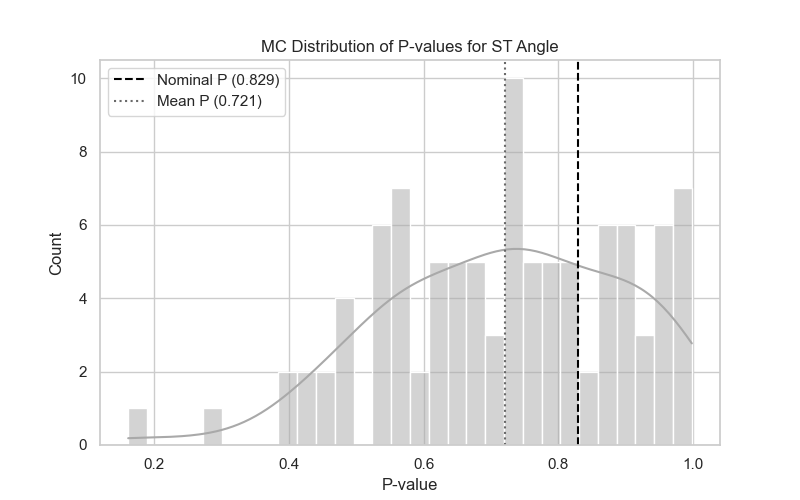 MC Distribution of P-values for ST Angle
Nominal P (0.829)
Mean P (0.721)
10
8
6
4
2
0
Count
0.2 0.4 0.6 0.8 1.0
P-value